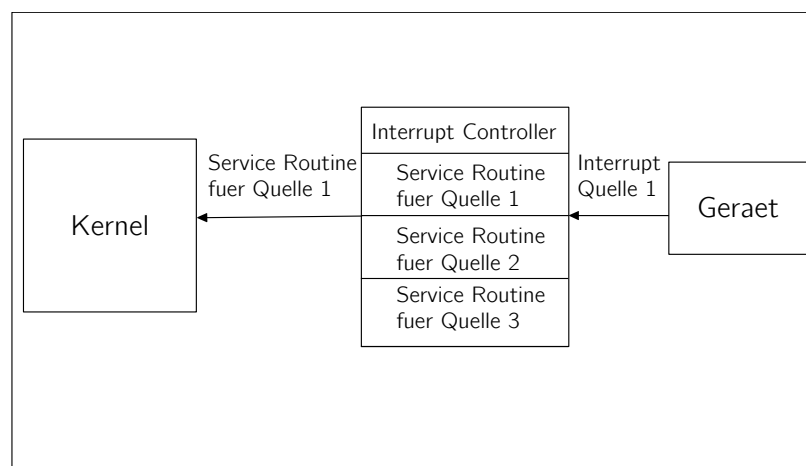 Kernel
Service Routine
fuer Quelle 1
Interrupt Controller
Service Routine
fuer Quelle 1
Service Routine
fuer Quelle 2
Service Routine
fuer Quelle 3
Interrupt
Quelle 1
Geraet